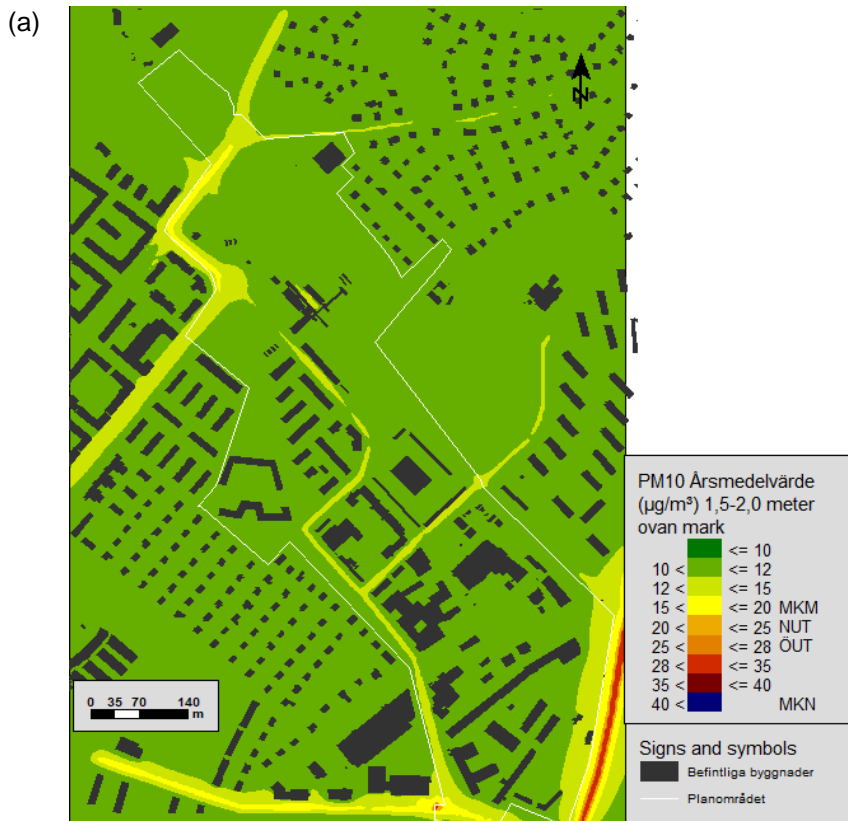 (a)
N
PM10 Årsmedelvärde
(µg/m³) 1,5-2,0 meter
ovan mark
<= 10
10 < <= 12
12 < <= 15
15 < <= 20 MKM
20 < <= 25 NUT
25 < <= 28 ÖUT
28 < <= 35
35 < <= 40
40 < MKN
0 35 70 140
m
Signs and symbols
Befintliga byggnader
Planområdet